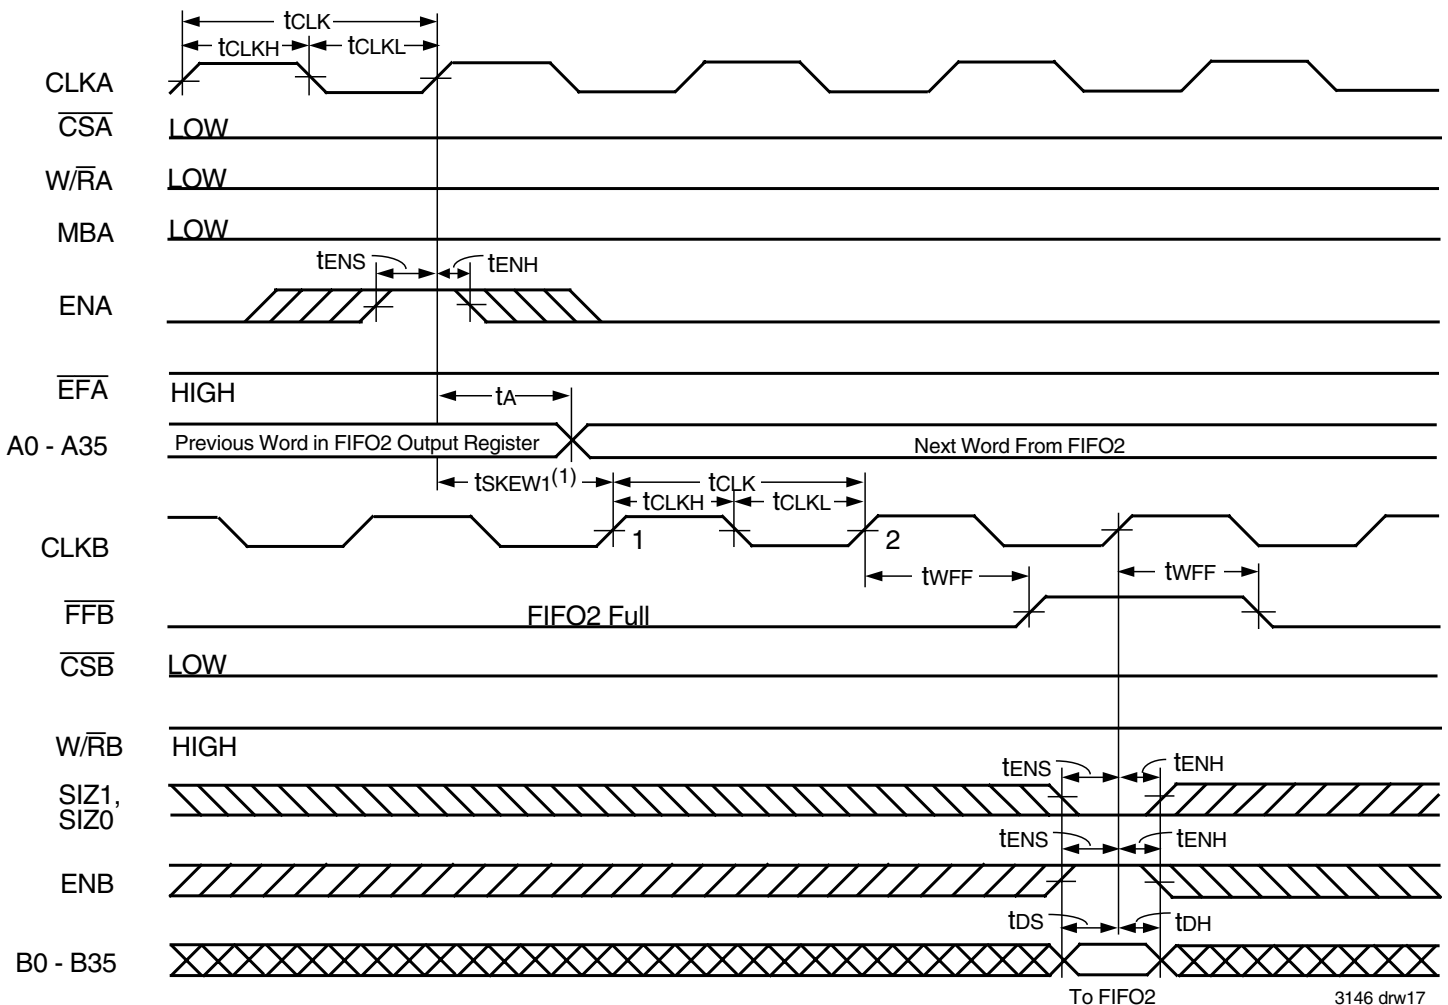 tCLK
tCLKH tCLKL
CLKA
CSA LOW
W/RA LOW
MBA LOW
tENS tENH
ENA
EFA HIGH
tA
A0 - A35 Previous Word in FIFO2 Output Register Next Word From FIFO2
tSKEW1(1) tCLK
tCLKH tCLKL
CLKB 1 2
tWFF tWFF
FFB FIFO2 Full
CSB LOW
W/RB HIGH
tENS tENH
SIZ1,
SIZ0
tENS tENH
ENB
tDS tDH
B0 - B35
To FIFO2 3146 drw17